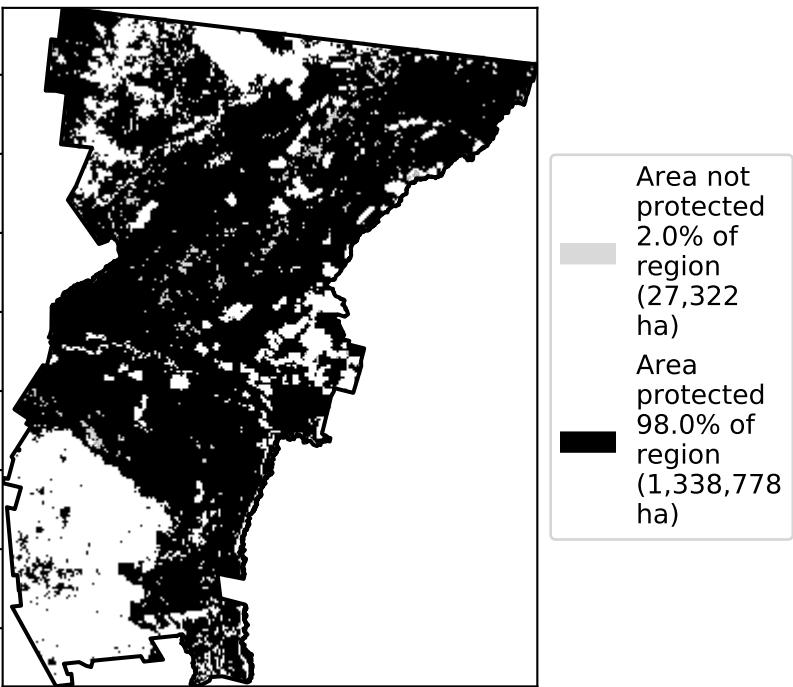 Area not
protected
2.0% of
region
(27,322
ha)
Area
protected
98.0% of
region
(1,338,778
ha)